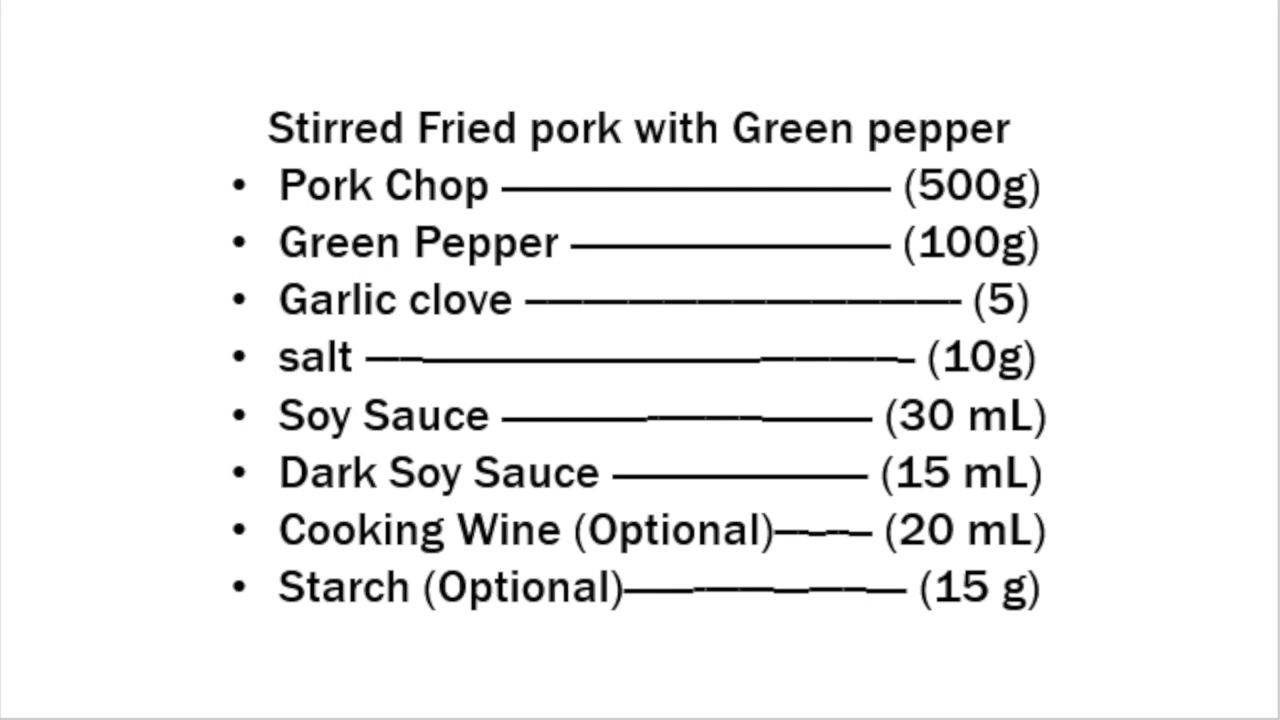 Stirred Fried pork with Green pepper
• Pork Chop ———————————— (500g)
• Green Pepper —————————— (100g)
• Garlic clove ————————————— (5)
• salt ————————————————— (10g)
• Soy Sauce ——————————— (30 mL)
• Dark Soy Sauce ———————— (15 mL)
• Cooking Wine (Optional)——— (20 mL)
• Starch (Optional)————————— (15 g)